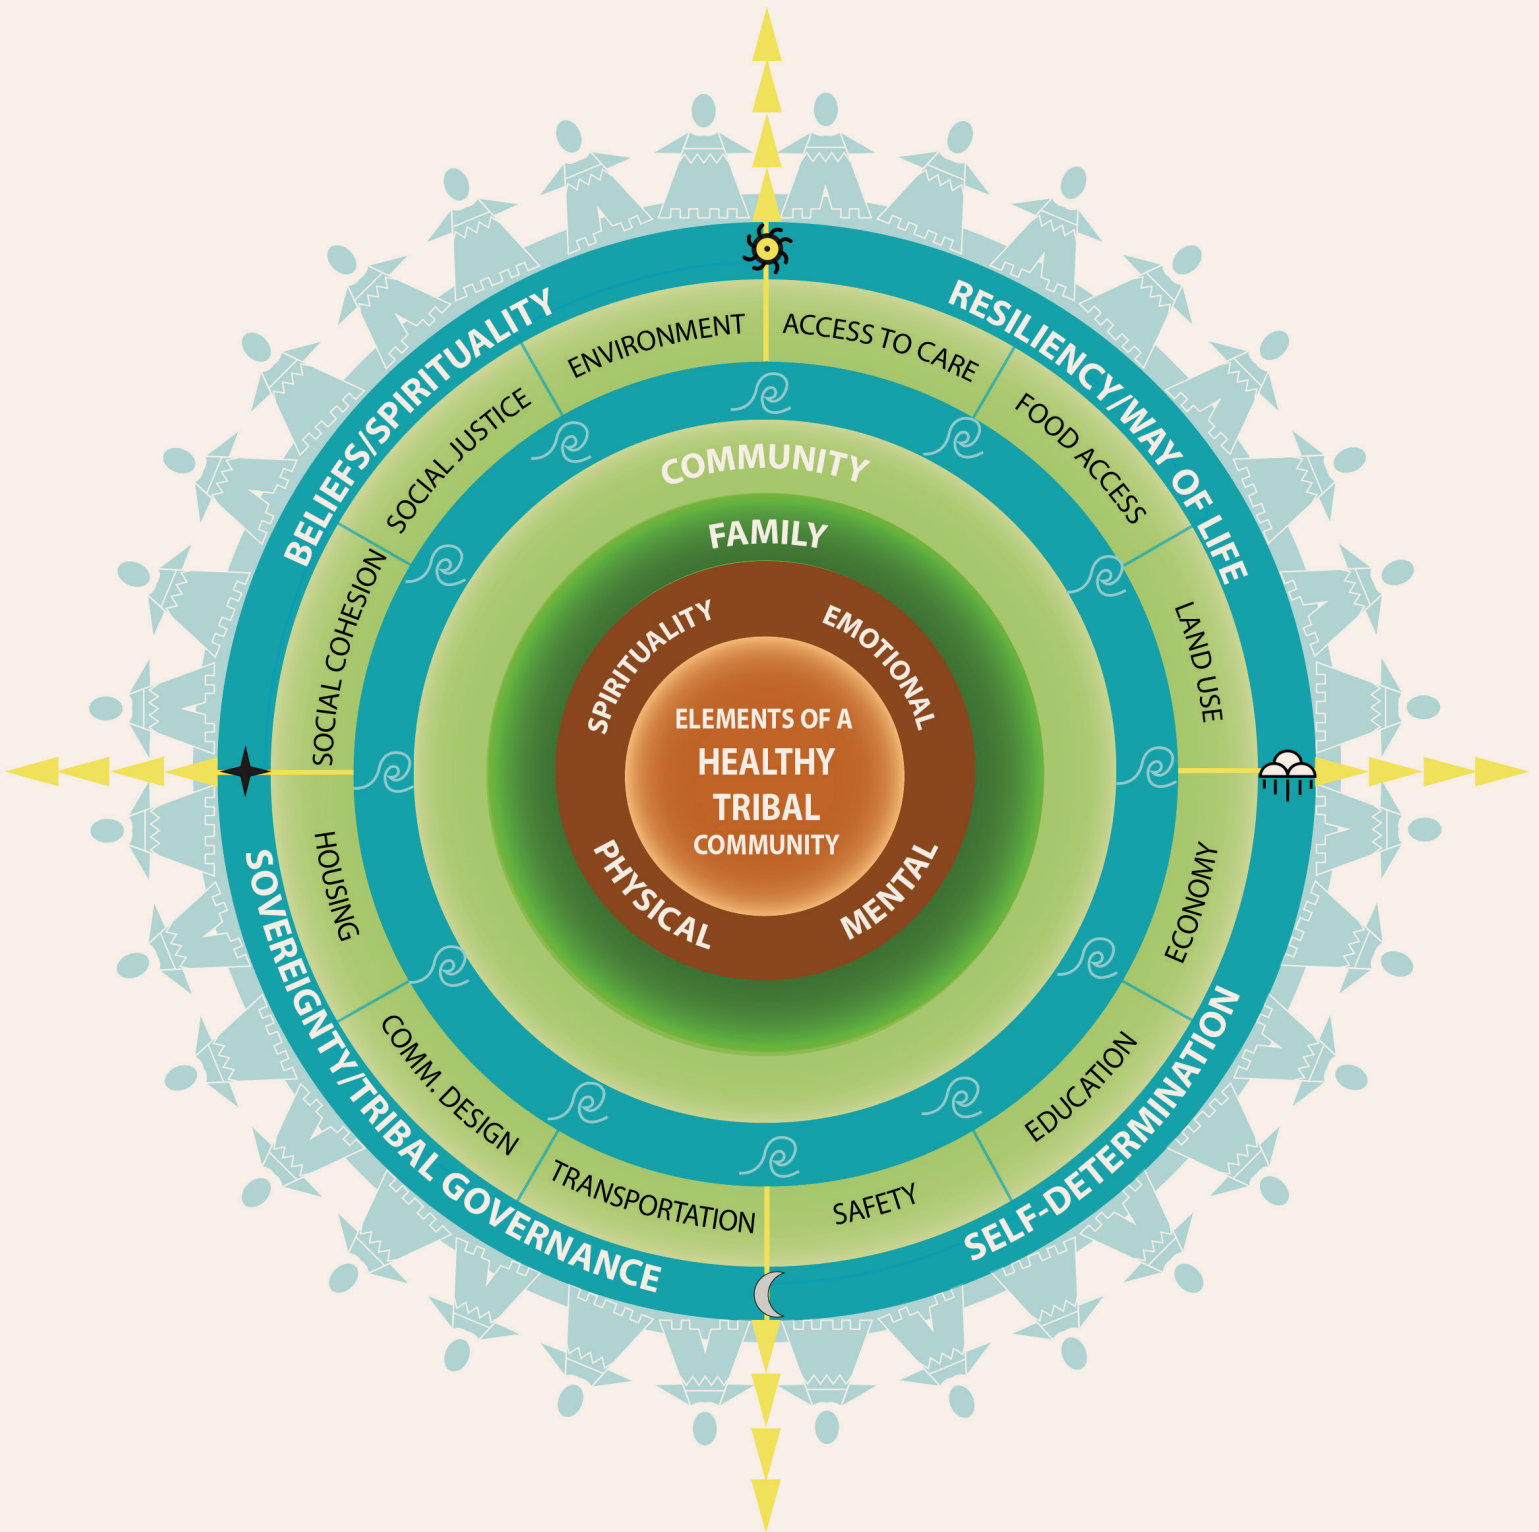 BELIEFS/SPIRITUALITY
RESILIENCY/WAY OF LIFE
SELF-DETERMINATION
SOVEREIGNTY/TRIBAL GOVERNANCE
ENVIRONMENT
ACCESS TO CARE
FOOD ACCESS
LAND USE
ECONOMY
EDUCATION
SAFETY
TRANSPORTATION
COMM. DESIGN
HOUSING
SOCIAL COHESION
SOCIAL JUSTICE
COMMUNITY
FAMILY
SPIRITUALITY
EMOTIONAL
MENTAL
PHYSICAL
ELEMENTS OF A
HEALTHY
TRIBAL
COMMUNITY